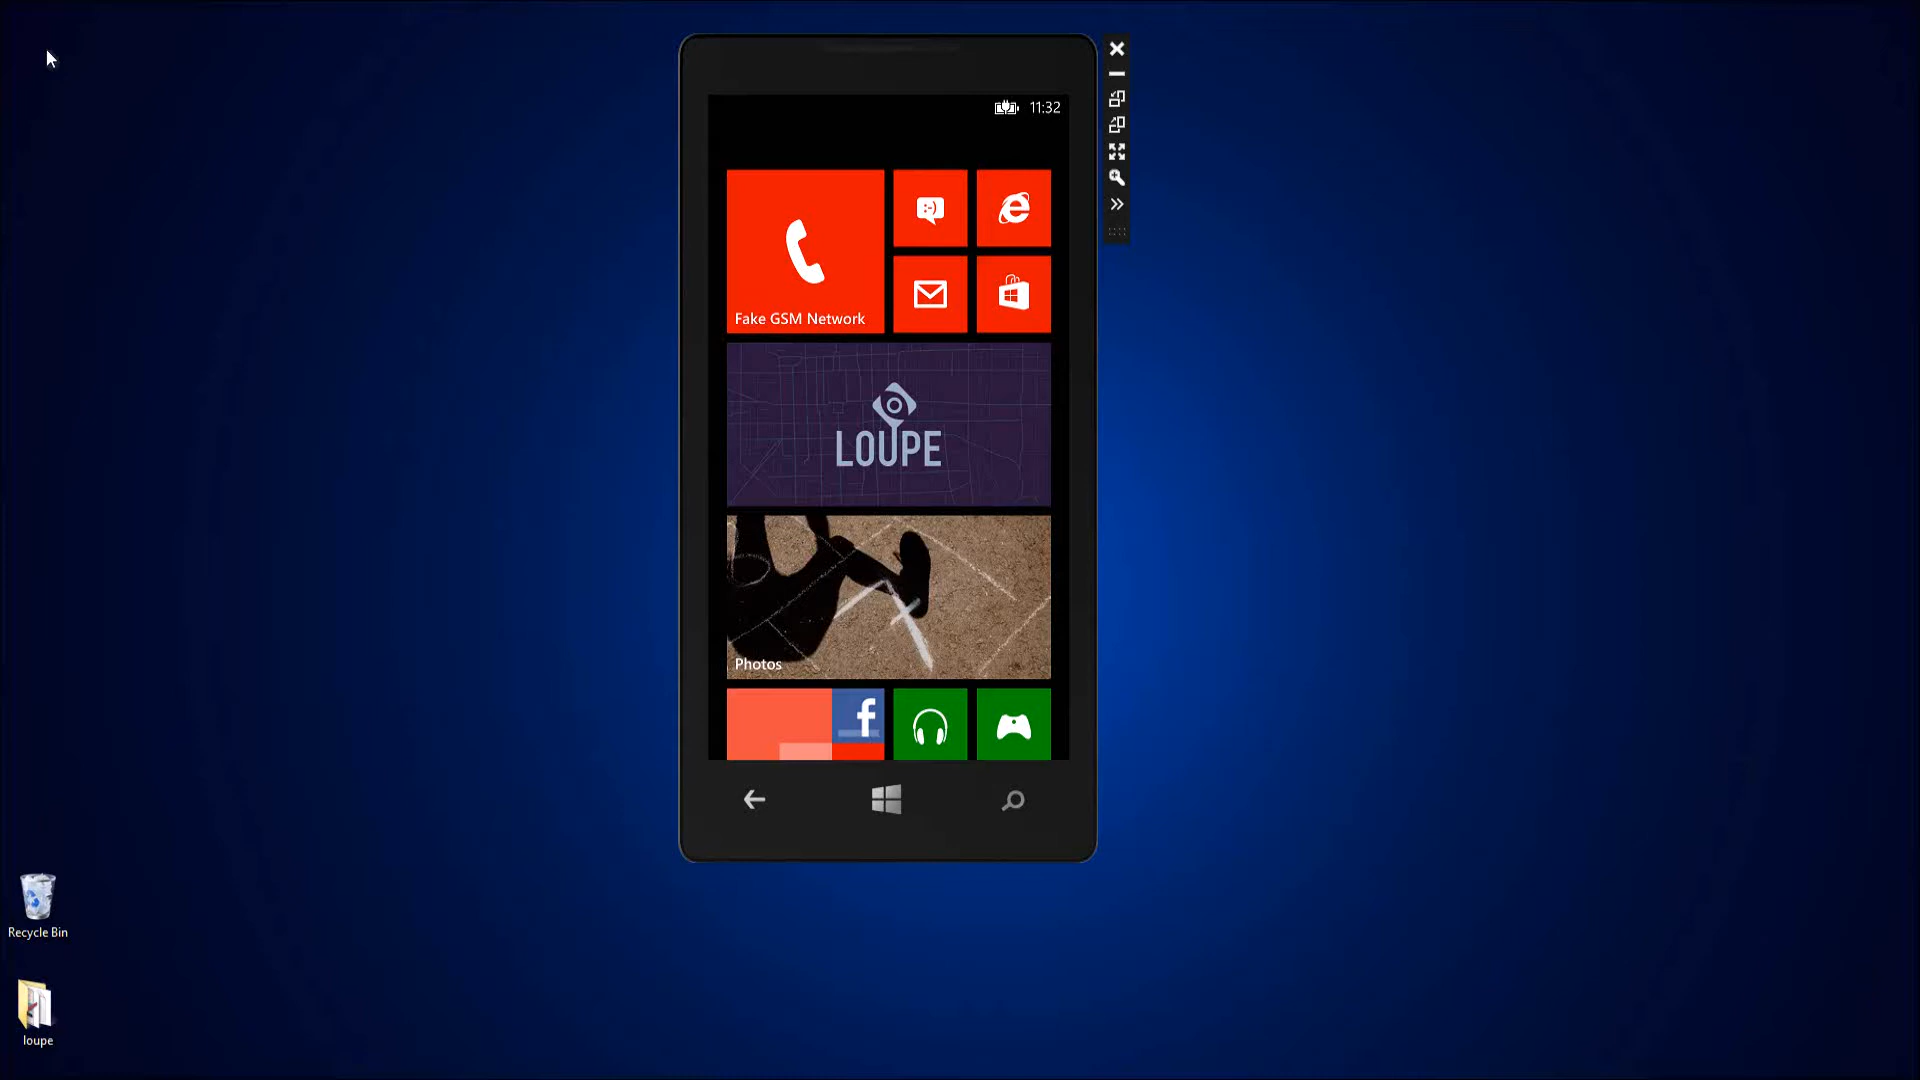 11:32
:-)
Fake GSM Network
LOUPE
Photos
f
Recycle Bin
loupe